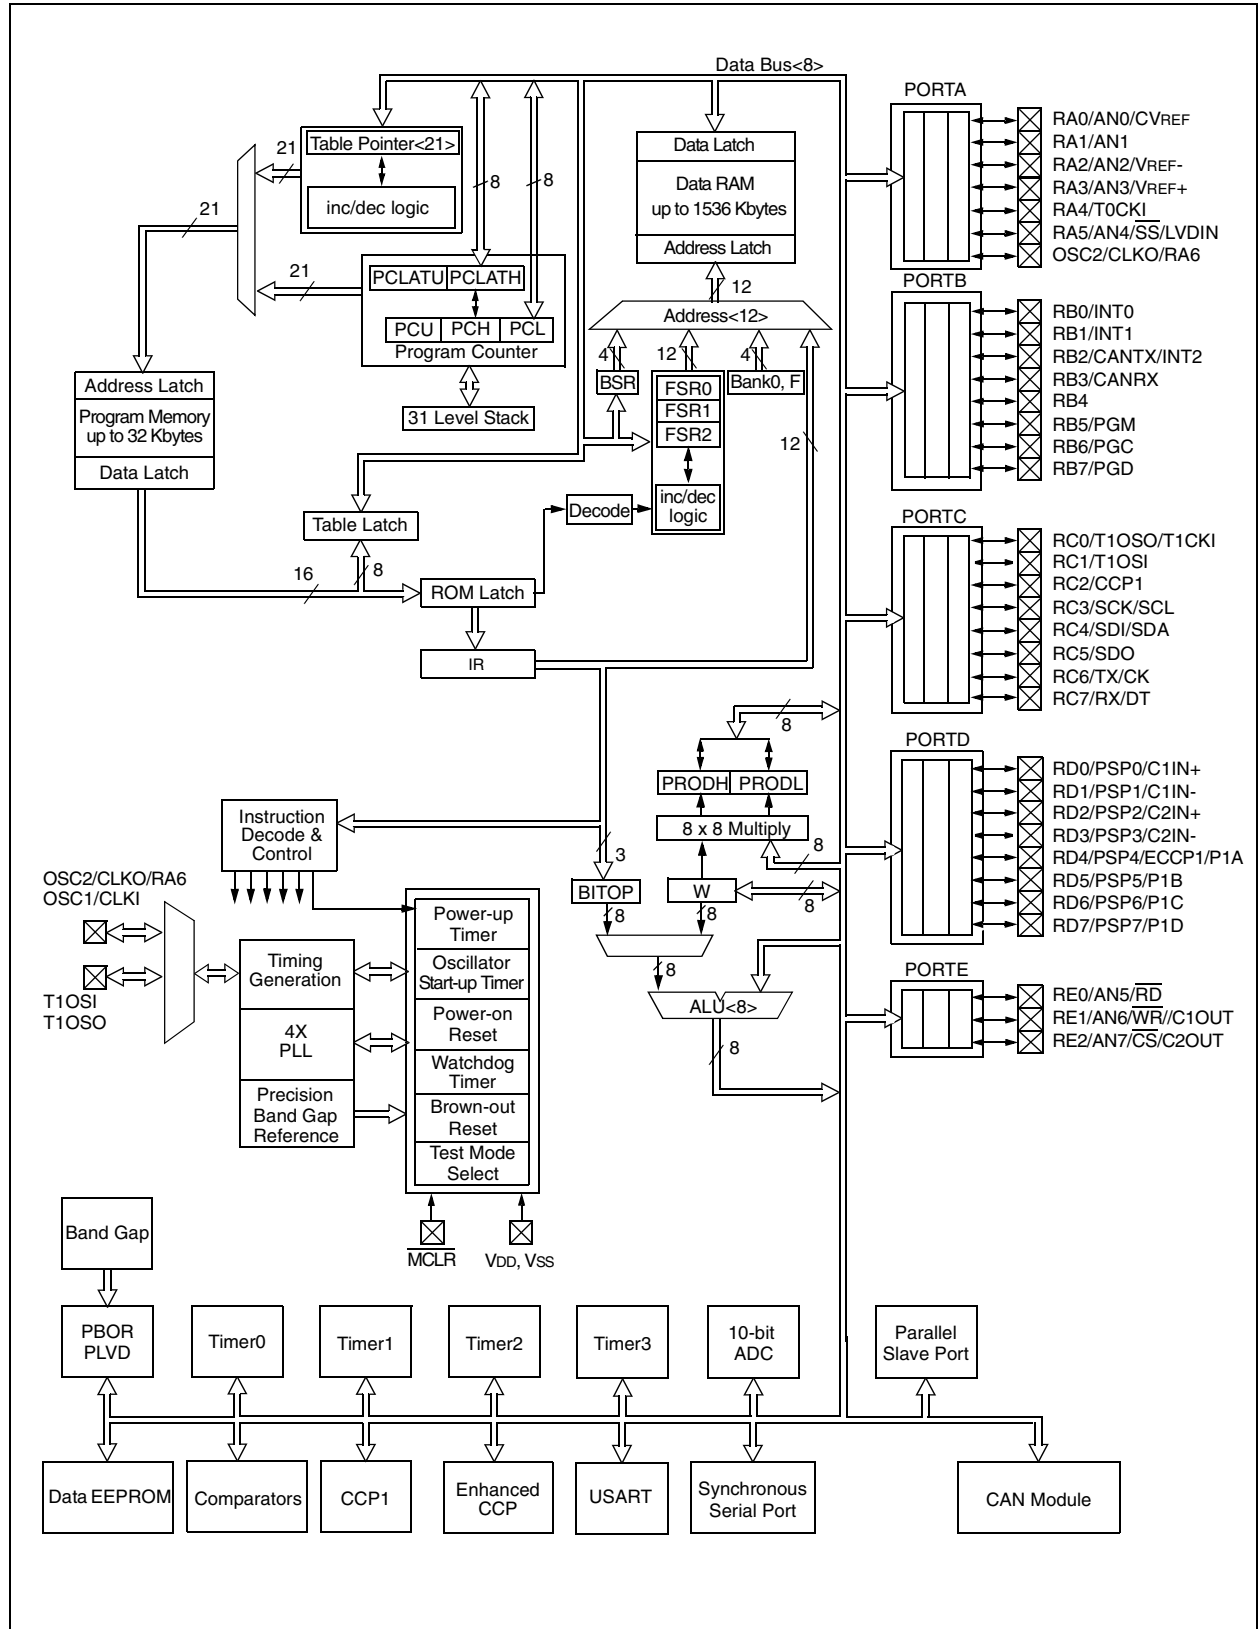 Data Bus<8>
Table Pointer<21>
inc/dec logic
21
21
21
8
8
PCLATU PCLATH
PCU PCH PCL
Program Counter
31 Level Stack
Address Latch
Program Memory
up to 32 Kbytes
Data Latch
Table Latch
16
8
ROM Latch
IR
Data Latch
Data RAM
up to 1536 Kbytes
Address Latch
12
Address<12>
4
12
4
BSR
FSR0
FSR1
FSR2
inc/dec
logic
Bank0, F
12
Decode
8
PRODH PRODL
8 x 8 Multiply
8
3
BITOP
W
8
8
8
8
ALU<8>
8
Instruction
Decode &
Control
OSC2/CLKO/RA6
OSC1/CLKI
T1OSI
T1OSO
Timing
Generation
4X
PLL
Precision
Band Gap
Reference
Power-up
Timer
Oscillator
Start-up Timer
Power-on
Reset
Watchdog
Timer
Brown-out
Reset
Test Mode
Select
MCLR
VDD, VSS
PORTA
RA0/AN0/CVREF
RA1/AN1
RA2/AN2/VREF-
RA3/AN3/VREF+
RA4/T0CKI
RA5/AN4/SS/LVDIN
OSC2/CLKO/RA6
PORTB
RB0/INT0
RB1/INT1
RB2/CANTX/INT2
RB3/CANRX
RB4
RB5/PGM
RB6/PGC
RB7/PGD
PORTC
RC0/T1OSO/T1CKI
RC1/T1OSI
RC2/CCP1
RC3/SCK/SCL
RC4/SDI/SDA
RC5/SDO
RC6/TX/CK
RC7/RX/DT
PORTD
RD0/PSP0/C1IN+
RD1/PSP1/C1IN-
RD2/PSP2/C2IN+
RD3/PSP3/C2IN-
RD4/PSP4/ECCP1/P1A
RD5/PSP5/P1B
RD6/PSP6/P1C
RD7/PSP7/P1D
PORTE
RE0/AN5/RD
RE1/AN6/WR//C1OUT
RE2/AN7/CS/C2OUT
Band Gap
PBOR
PLVD
Timer0
Timer1
Timer2
Timer3
10-bit
ADC
Parallel
Slave Port
Data EEPROM
Comparators
CCP1
Enhanced
CCP
USART
Synchronous
Serial Port
CAN Module